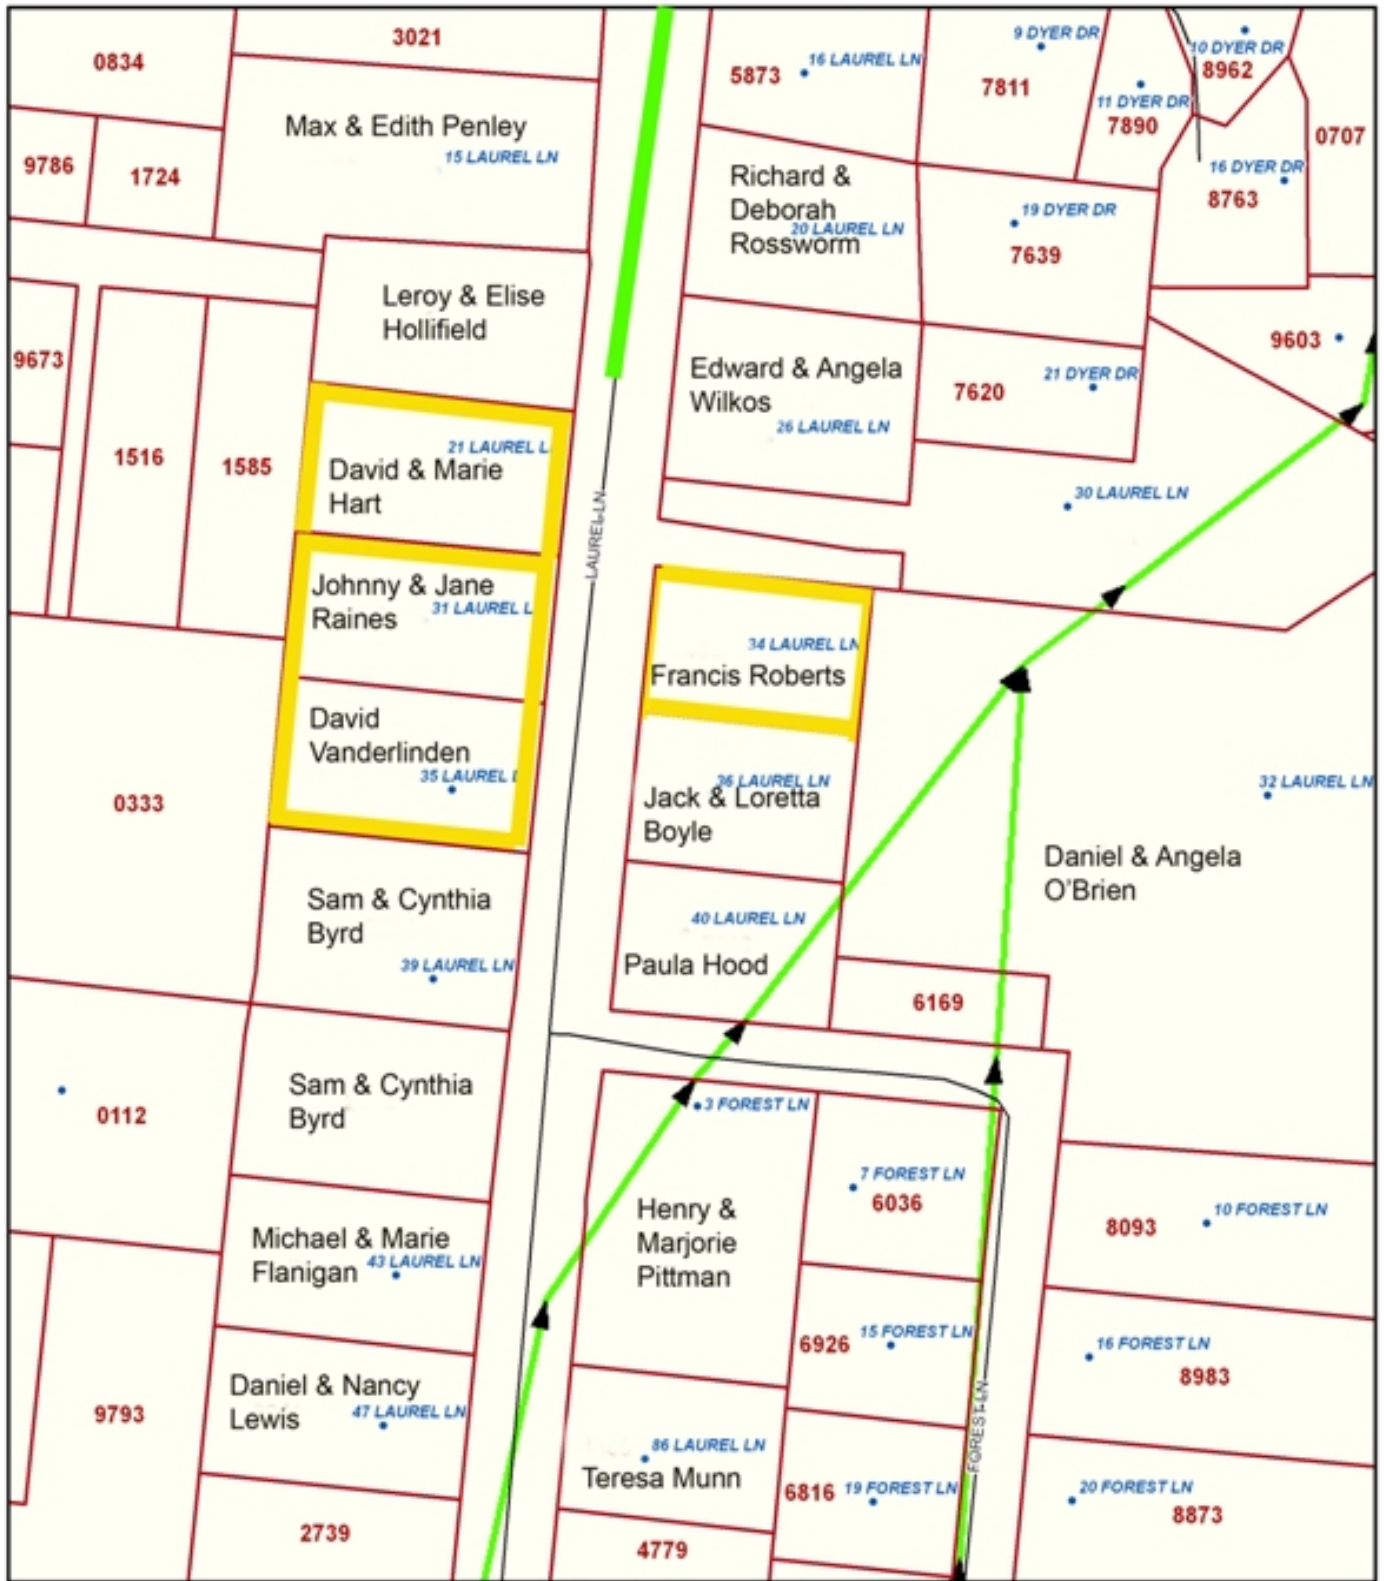 0834
3021
5873
16 LAUREL LN
9 DYER DR
7811
10 DYER DR
8962
11 DYER DR
7890
0707
Max & Edith Penley
15 LAUREL LN
9786
1724
Richard &
Deborah
Rossworm
20 LAUREL LN
16 DYER DR
8763
19 DYER DR
7639
Leroy & Elise
Hollifield
9673
1516
1585
Edward & Angela
Wilkos
26 LAUREL LN
7620
21 DYER DR
9603
21 LAUREL L
David & Marie
Hart
30 LAUREL LN
LAUREL LN
Johnny & Jane
Raines
31 LAUREL L
34 LAUREL LN
Francis Roberts
David
Vanderlinden
35 LAUREL L
0333
36 LAUREL LN
Jack & Loretta
Boyle
32 LAUREL LN
Daniel & Angela
O'Brien
Sam & Cynthia
Byrd
39 LAUREL LN
40 LAUREL LN
Paula Hood
6169
Sam & Cynthia
Byrd
0112
3 FOREST LN
7 FOREST LN
6036
Henry &
Marjorie
Pittman
8093
10 FOREST LN
Michael & Marie
Flanigan
43 LAUREL LN
6926
15 FOREST LN
16 FOREST LN
8983
Daniel & Nancy
Lewis
47 LAUREL LN
9793
86 LAUREL LN
Teresa Munn
FOREST LN
6816
19 FOREST LN
20 FOREST LN
8873
2739
4779